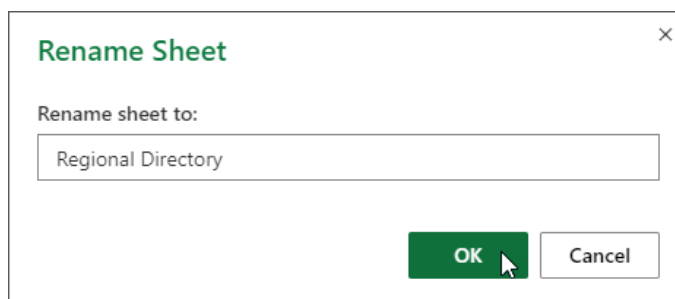 Rename Sheet
Rename sheet to:
Regional Directory
OK Cancel